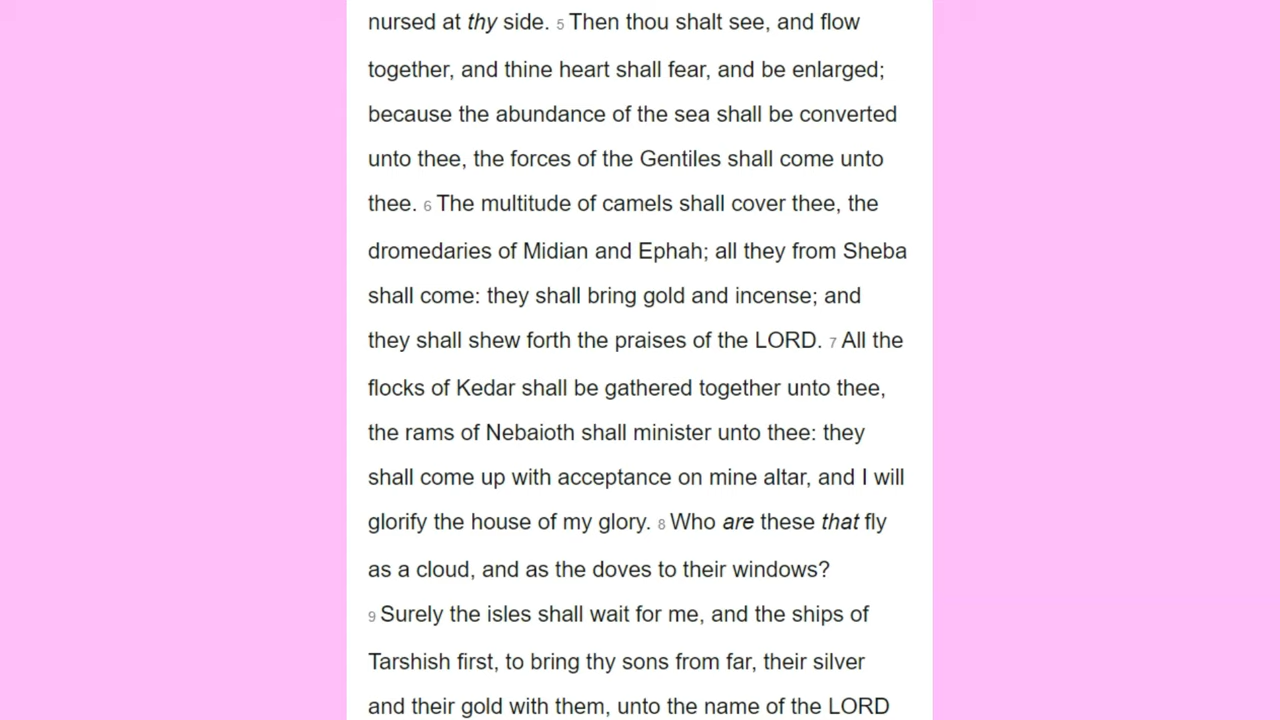 nursed at thy side. 5 Then thou shalt see, and flow
together, and thine heart shall fear, and be enlarged;
because the abundance of the sea shall be converted
unto thee, the forces of the Gentiles shall come unto
thee. 6 The multitude of camels shall cover thee, the
dromedaries of Midian and Ephah; all they from Sheba
shall come: they shall bring gold and incense; and
they shall shew forth the praises of the LORD. 7 All the
flocks of Kedar shall be gathered together unto thee,
the rams of Nebaioth shall minister unto thee: they
shall come up with acceptance on mine altar, and I will
glorify the house of my glory. 8 Who are these that fly
as a cloud, and as the doves to their windows?
9 Surely the isles shall wait for me, and the ships of
Tarshish first, to bring thy sons from far, their silver
and their gold with them, unto the name of the LORD